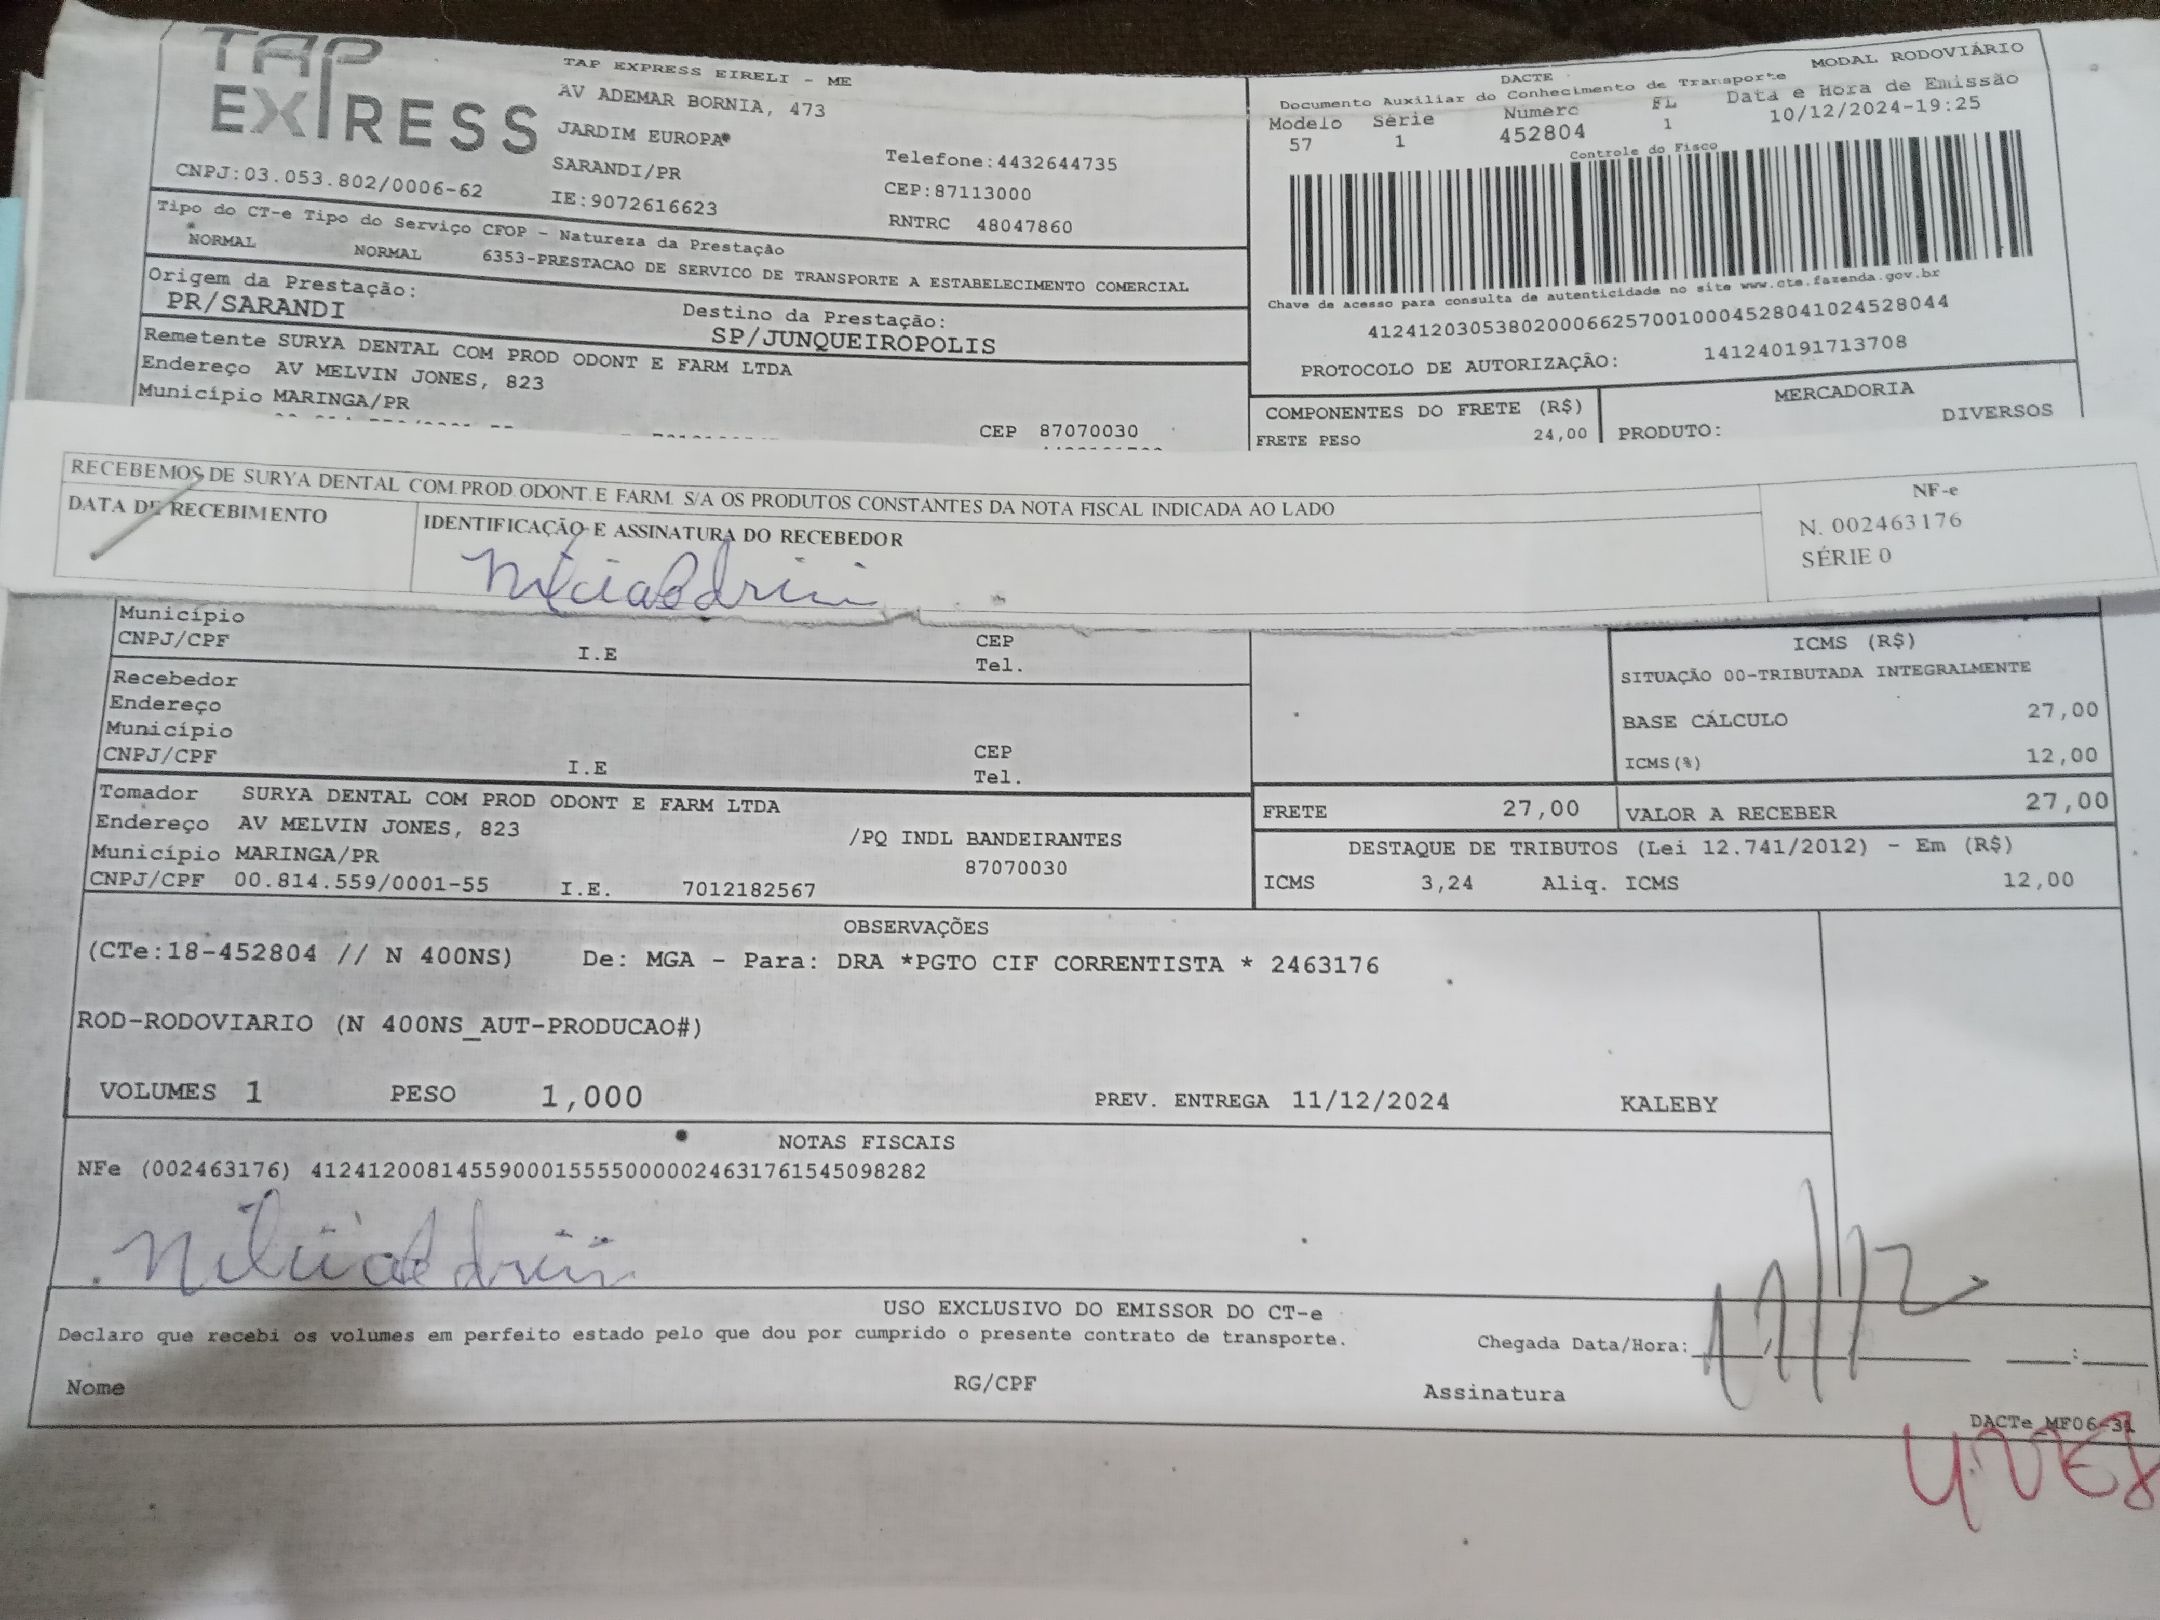 TAP EXPRESS
TAP EXPRESS EIRELI - ME
AV ADEMAR BORNIA, 473
JARDIM EUROPA*
SARANDI/PR
Telefone:4432644735
CNPJ:03.053.802/0006-62
IE:9072616623
CEP:87113000
RNTRC 48047860
DACTE
MODAL RODOVIÁRIO
Documento Auxiliar do Conhecimento de Transporte
Modelo Série Número FL Data e Hora de Emissão
57 1 452804 1 10/12/2024-19:25
Controle do Fisco
Chave de acesso para consulta de autenticidade no site www.cte.fazenda.gov.br
41241203053802000662570010004528041024528044
PROTOCOLO DE AUTORIZAÇÃO: 141240191713708
Tipo do CT-e Tipo do Serviço CFOP - Natureza da Prestação
NORMAL NORMAL 6353-PRESTACAO DE SERVICO DE TRANSPORTE A ESTABELECIMENTO COMERCIAL
Origem da Prestação: Destino da Prestação:
PR/SARANDI SP/JUNQUEIROPOLIS
Remetente SURYA DENTAL COM PROD ODONT E FARM LTDA
Endereço AV MELVIN JONES, 823
Município MARINGA/PR CEP 87070030
COMPONENTES DO FRETE (R$) MERCADORIA
FRETE PESO 24,00 PRODUTO: DIVERSOS
RECEBEMOS DE SURYA DENTAL COM.PROD.ODONT.E FARM. S/A OS PRODUTOS CONSTANTES DA NOTA FISCAL INDICADA AO LADO
DATA DE RECEBIMENTO IDENTIFICAÇÃO E ASSINATURA DO RECEBEDOR
NF-e
N. 002463176
SÉRIE 0
Município
CNPJ/CPF I.E CEP
Tel.
Recebedor
Endereço
Município
CNPJ/CPF I.E CEP
Tel.
ICMS (R$)
SITUAÇÃO 00-TRIBUTADA INTEGRALMENTE
BASE CÁLCULO 27,00
ICMS(%) 12,00
Tomador SURYA DENTAL COM PROD ODONT E FARM LTDA
Endereço AV MELVIN JONES, 823 /PQ INDL BANDEIRANTES
Município MARINGA/PR 87070030
CNPJ/CPF 00.814.559/0001-55 I.E. 7012182567
FRETE 27,00 VALOR A RECEBER 27,00
DESTAQUE DE TRIBUTOS (Lei 12.741/2012) - Em (R$)
ICMS 3,24 Aliq. ICMS 12,00
OBSERVAÇÕES
(CTe:18-452804 // N 400NS) De: MGA - Para: DRA *PGTO CIF CORRENTISTA * 2463176
ROD-RODOVIARIO (N 400NS_AUT-PRODUCAO#)
VOLUMES 1 PESO 1,000 PREV. ENTREGA 11/12/2024 KALEBY
NOTAS FISCAIS
NFe (002463176) 41241200814559000155550000024631761545098282
USO EXCLUSIVO DO EMISSOR DO CT-e
Declaro que recebi os volumes em perfeito estado pelo que dou por cumprido o presente contrato de transporte.
Chegada Data/Hora: :
Nome RG/CPF Assinatura
DACTe_MF06-31